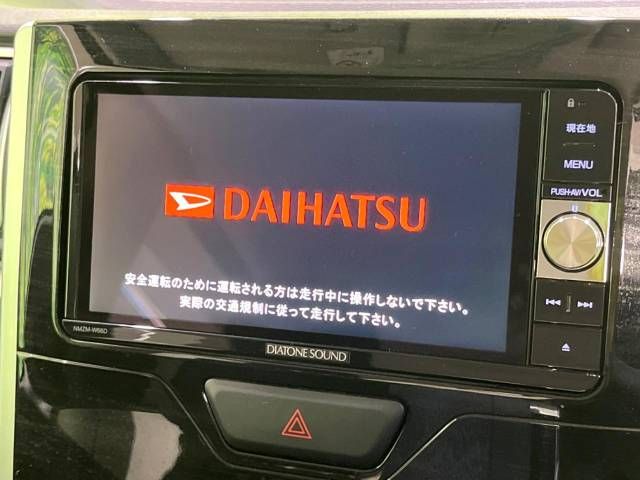 現在地
MENU
PUSH-AV VOL
DAIHATSU
安全運転のために運転される方は走行中に操作しないで下さい。
実際の交通規制に従って走行して下さい。
NMZM-W66D
DIATONE SOUND